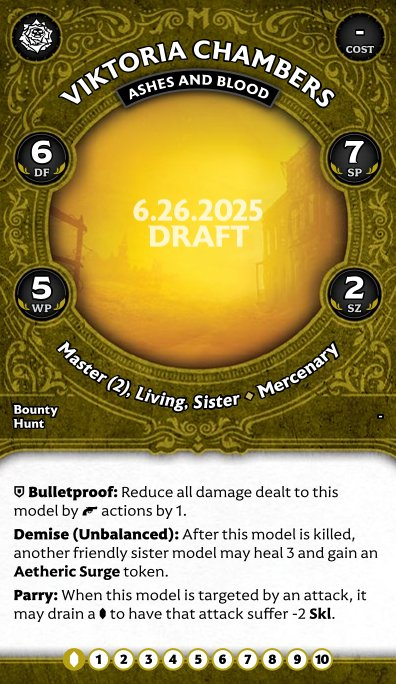 -
COST
VIKTORIA CHAMBERS
ASHES AND BLOOD
6
DF
7
SP
6.26.2025
DRAFT
5
WP
2
SZ
Master (2), Living, Sister ♦ Mercenary
Bounty
Hunt
-
Bulletproof: Reduce all damage dealt to this
model by actions by 1.
Demise (Unbalanced): After this model is killed,
another friendly sister model may heal 3 and gain an
Aetheric Surge token.
Parry: When this model is targeted by an attack, it
may drain a to have that attack suffer -2 Skl.
1 2 3 4 5 6 7 8 9 10